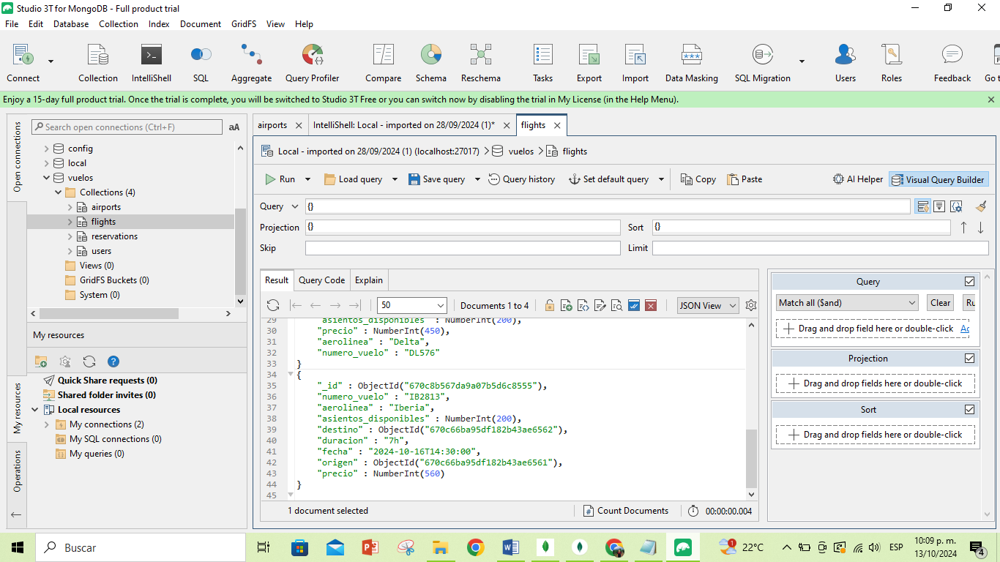 Studio 3T for MongoDB - Full product trial
File Edit Database Collection Index Document GridFS View Help
Connect Collection IntelliShell SQL Aggregate Query Profiler Compare Schema Reschema Tasks Export Import Data Masking SQL Migration Users Roles Feedback Go t
Enjoy a 15-day full product trial. Once the trial is complete, you will be switched to Studio 3T Free or you can switch now by disabling the trial in My License (in the Help Menu).
Open connections
Search open connections (Ctrl+F) aA
config
local
vuelos
Collections (4)
airports
flights
reservations
users
Views (0)
GridFS Buckets (0)
System (0)
My resources
My resources
Operations
Quick Share requests (0)
Shared folder invites (0)
Local resources
My connections (2)
My SQL connections (0)
My queries (0)
airports IntelliShell: Local - imported on 28/09/2024 (1)* flights
Local - imported on 28/09/2024 (1) (localhost:27017) vuelos flights
Run Load query Save query Query history Set default query Copy Paste AI Helper Visual Query Builder
Query {}
Projection {} Sort {}
Skip Limit
Result Query Code Explain
50 Documents 1 to 4 JSON View
29 "asientos_disponibles" : NumberInt(200),
30 "precio" : NumberInt(450),
31 "aerolinea" : "Delta",
32 "numero_vuelo" : "DL576"
33 }
34 {
35 "_id" : ObjectId("670c8b567da9a07b5d6c8555"),
36 "numero_vuelo" : "IB2813",
37 "aerolinea" : "Iberia",
38 "asientos_disponibles" : NumberInt(200),
39 "destino" : ObjectId("670c66ba95df182b43ae6562"),
40 "duracion" : "7h",
41 "fecha" : "2024-10-16T14:30:00",
42 "origen" : ObjectId("670c66ba95df182b43ae6561"),
43 "precio" : NumberInt(560)
44 }
45
1 document selected Count Documents 00:00:00.004
Query
Match all ($and) Clear Ru
Drag and drop field here or double-click Ac
Projection
Drag and drop fields here or double-click
Sort
Drag and drop fields here or double-click
Buscar
1 22°C ESP 10:09 p. m.
13/10/2024 4